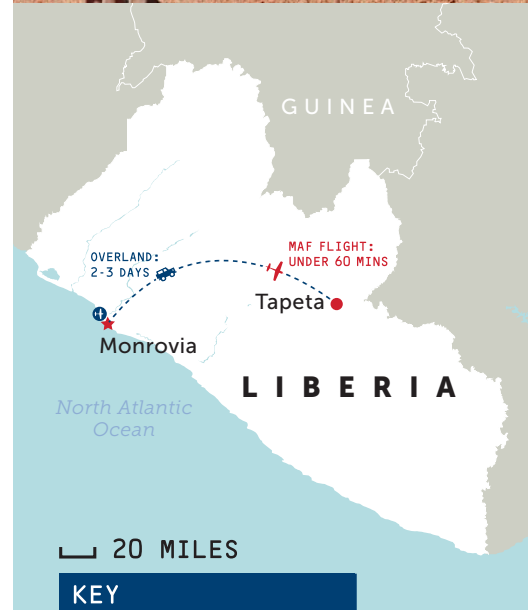 GUINEA
OVERLAND:
2-3 DAYS
MAF FLIGHT:
UNDER 60 MINS
Tapeta
Monrovia
LIBERIA
North Atlantic
Ocean
20 MILES
KEY